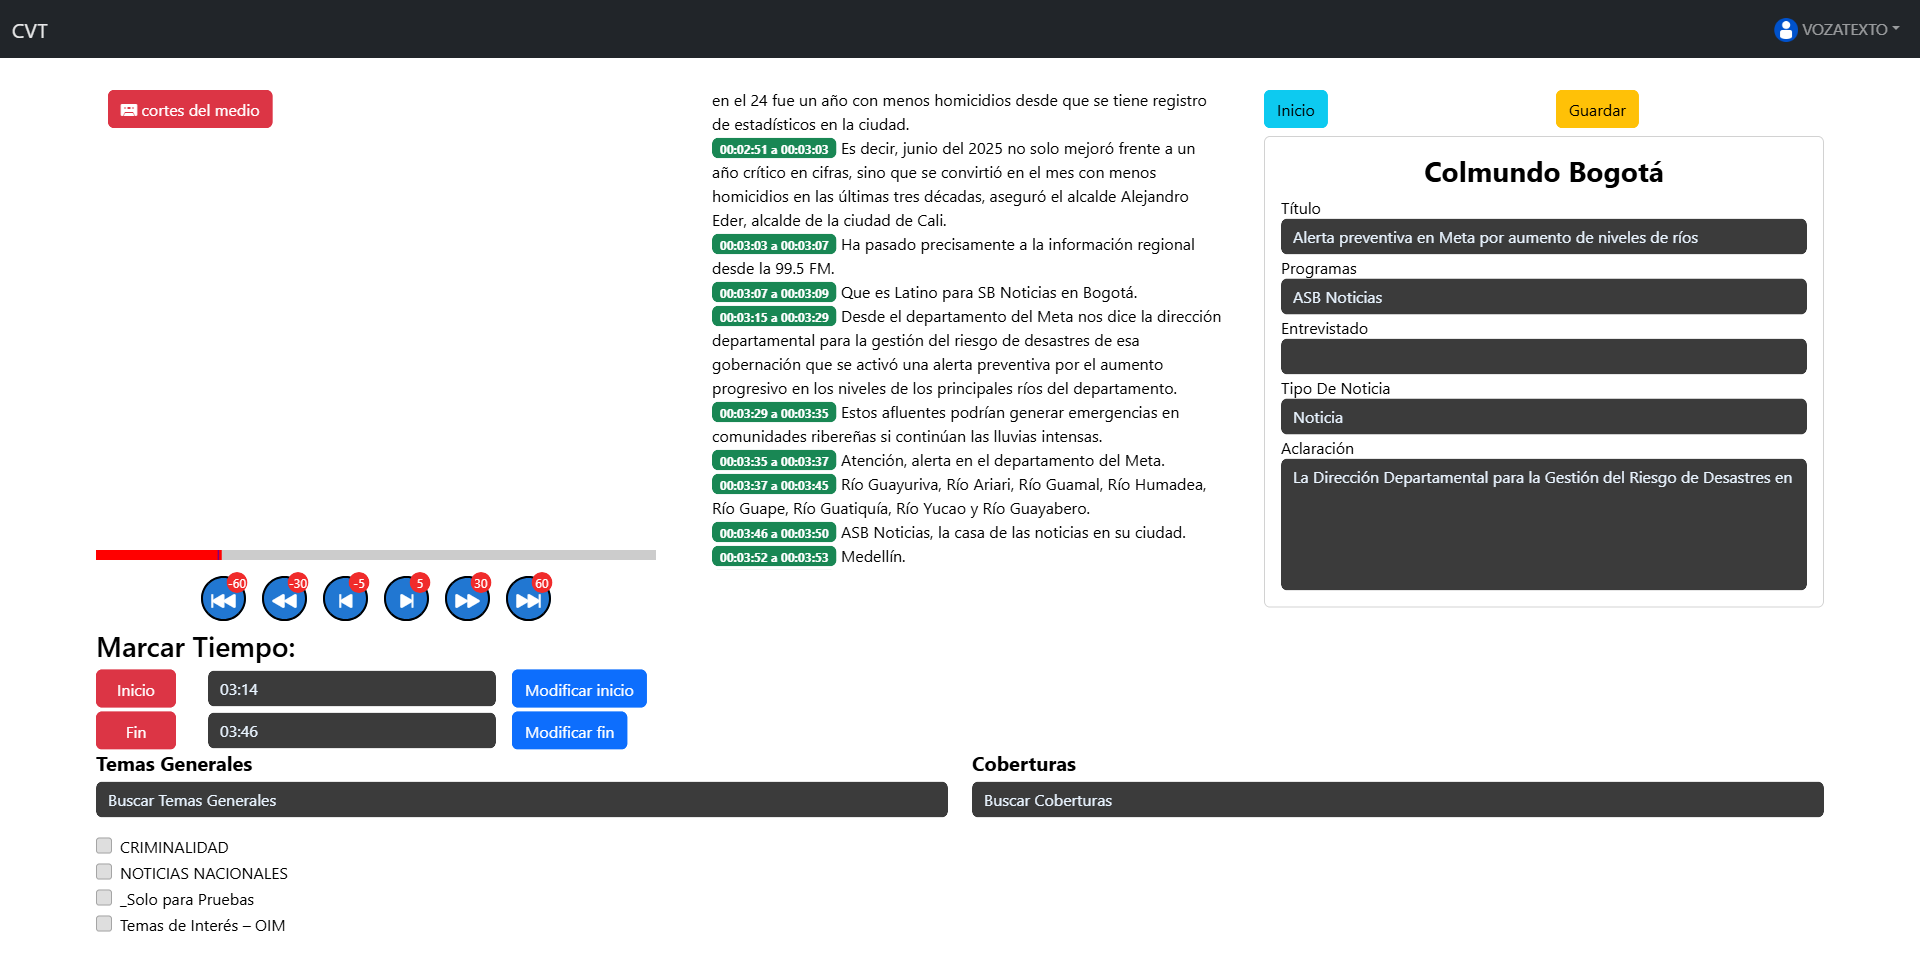 CVT
VOZATEXTO
cortes del medio
-60
-30
-5
5
30
60
Marcar Tiempo:
Inicio
03:14
Modificar inicio
Fin
03:46
Modificar fin
en el 24 fue un año con menos homicidios desde que se tiene registro
de estadísticos en la ciudad.
00:02:51 a 00:03:03 Es decir, junio del 2025 no solo mejoró frente a un
año crítico en cifras, sino que se convirtió en el mes con menos
homicidios en las últimas tres décadas, aseguró el alcalde Alejandro
Eder, alcalde de la ciudad de Cali.
00:03:03 a 00:03:07 Ha pasado precisamente a la información regional
desde la 99.5 FM.
00:03:07 a 00:03:09 Que es Latino para SB Noticias en Bogotá.
00:03:15 a 00:03:29 Desde el departamento del Meta nos dice la dirección
departamental para la gestión del riesgo de desastres de esa
gobernación que se activó una alerta preventiva por el aumento
progresivo en los niveles de los principales ríos del departamento.
00:03:29 a 00:03:35 Estos afluentes podrían generar emergencias en
comunidades ribereñas si continúan las lluvias intensas.
00:03:35 a 00:03:37 Atención, alerta en el departamento del Meta.
00:03:37 a 00:03:45 Río Guayuriva, Río Ariari, Río Guamal, Río Humadea,
Río Guape, Río Guatiquía, Río Yucao y Río Guayabero.
00:03:46 a 00:03:50 ASB Noticias, la casa de las noticias en su ciudad.
00:03:52 a 00:03:53 Medellín.
Inicio
Guardar
Colmundo Bogotá
Título
Alerta preventiva en Meta por aumento de niveles de ríos
Programas
ASB Noticias
Entrevistado
Tipo De Noticia
Noticia
Aclaración
La Dirección Departamental para la Gestión del Riesgo de Desastres en
Temas Generales
Buscar Temas Generales
CRIMINALIDAD
NOTICIAS NACIONALES
_Solo para Pruebas
Temas de Interés – OIM
Coberturas
Buscar Coberturas